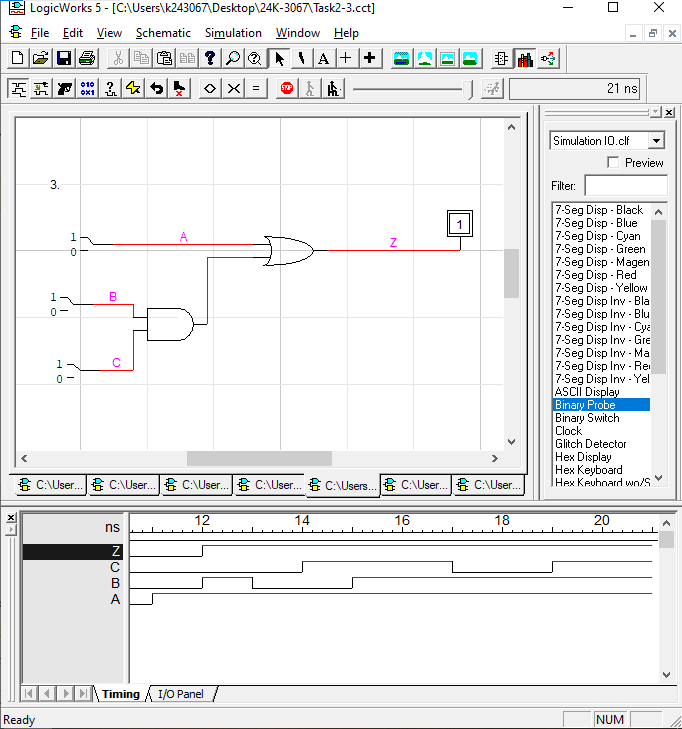 LogicWorks 5 - [C:\Users\k243067\Desktop\24K-3067\Task2-3.cct]
File Edit View Schematic Simulation Window Help
Z
A
010
0X1
?
=
STOP
21 ns
Simulation IO.clf
Preview
Filter:
7-Seg Disp - Black
7-Seg Disp - Blue
7-Seg Disp - Cyan
7-Seg Disp - Green
7-Seg Disp - Magen
7-Seg Disp - Red
7-Seg Disp - Yellow
7-Seg Disp Inv - Bla
7-Seg Disp Inv - Blu
7-Seg Disp Inv - Cya
7-Seg Disp Inv - Gre
7-Seg Disp Inv - Ma
7-Seg Disp Inv - Red
7-Seg Disp Inv - Yel
ASCII Display
Binary Probe
Binary Switch
Clock
Glitch Detector
Hex Display
Hex Keyboard
Hex Keyboard wo/S
3.
1
0
A
Z
1
1
0
B
1
0
C
C:\User... C:\User... C:\User... C:\User... C:\Users... C:\User... C:\User...
ns 12 14 16 18 20
Z
C
B
A
Timing I/O Panel
Ready NUM